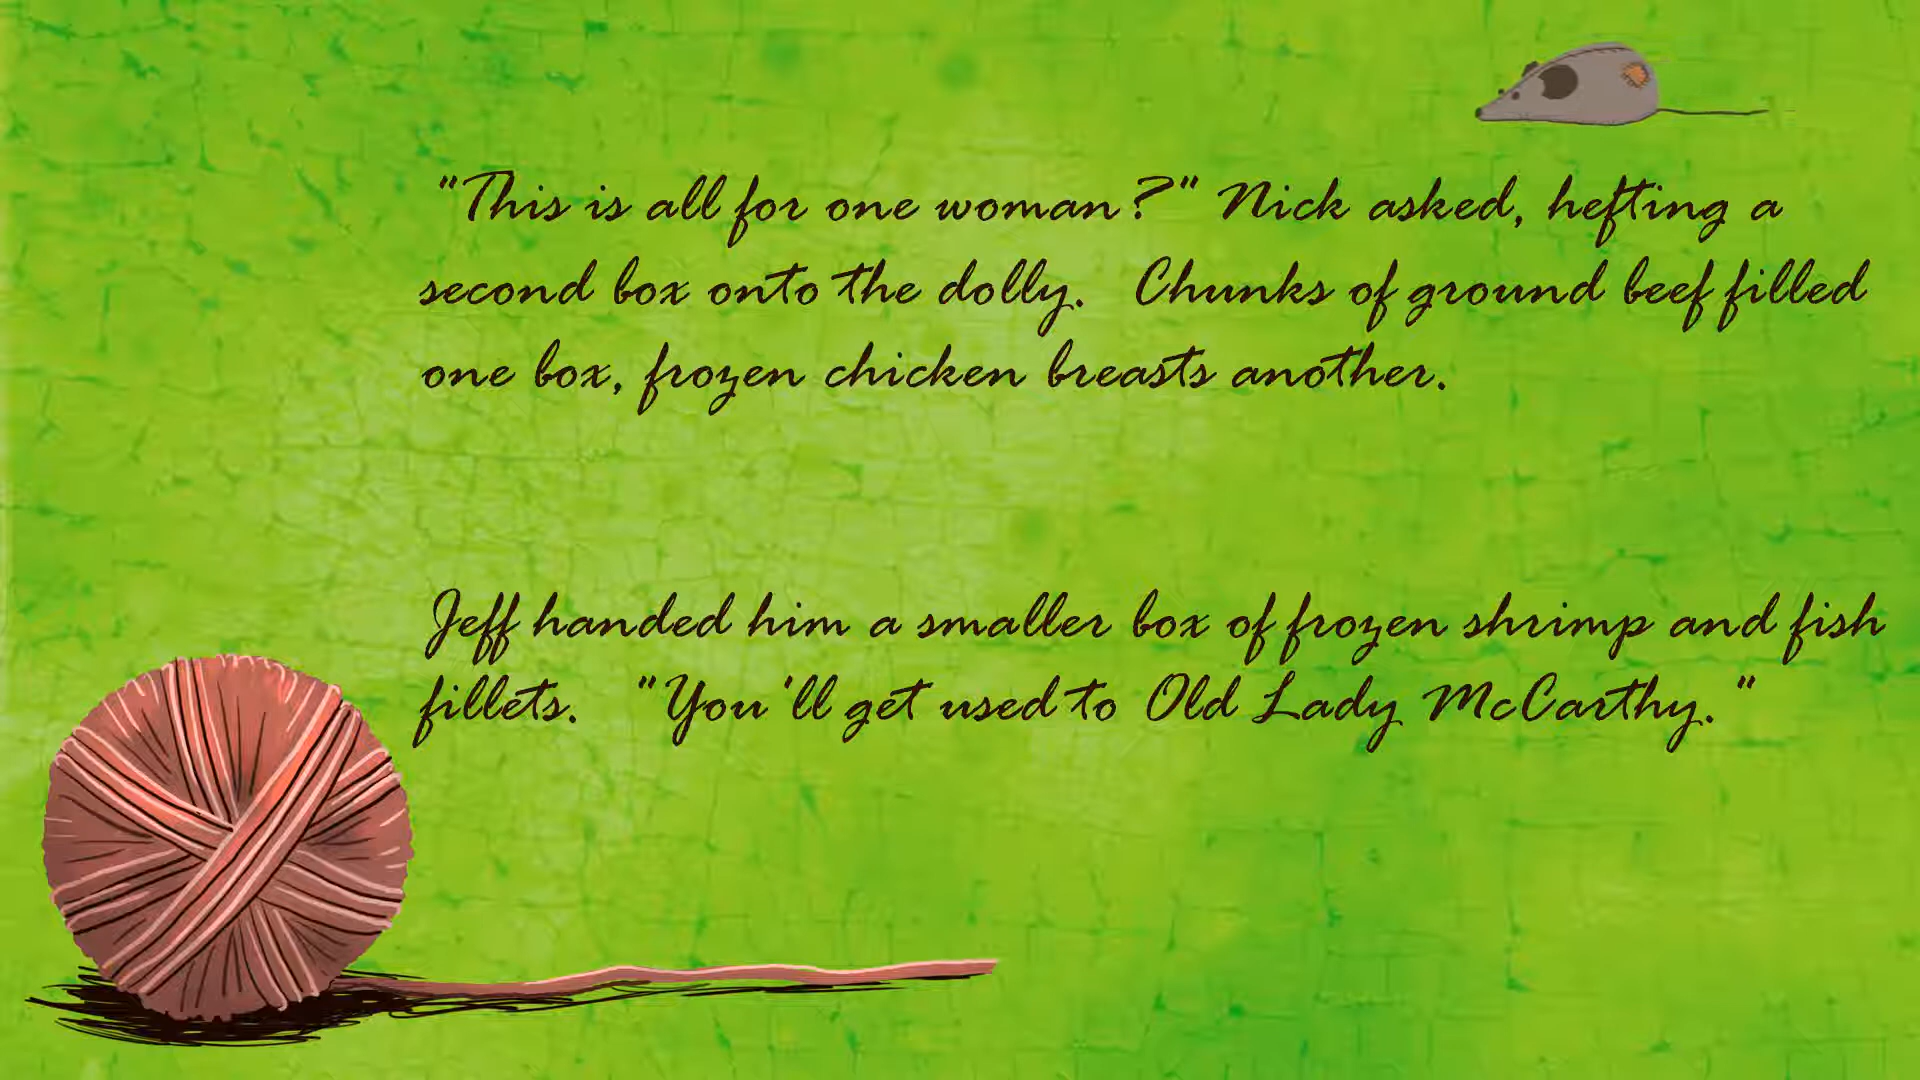 "This is all for one woman?" Nick asked, hefting a
second box onto the dolly.  Chunks of ground beef filled
one box, frozen chicken breasts another.
Jeff handed him a smaller box of frozen shrimp and fish
fillets.  "You'll get used to Old Lady McCarthy."